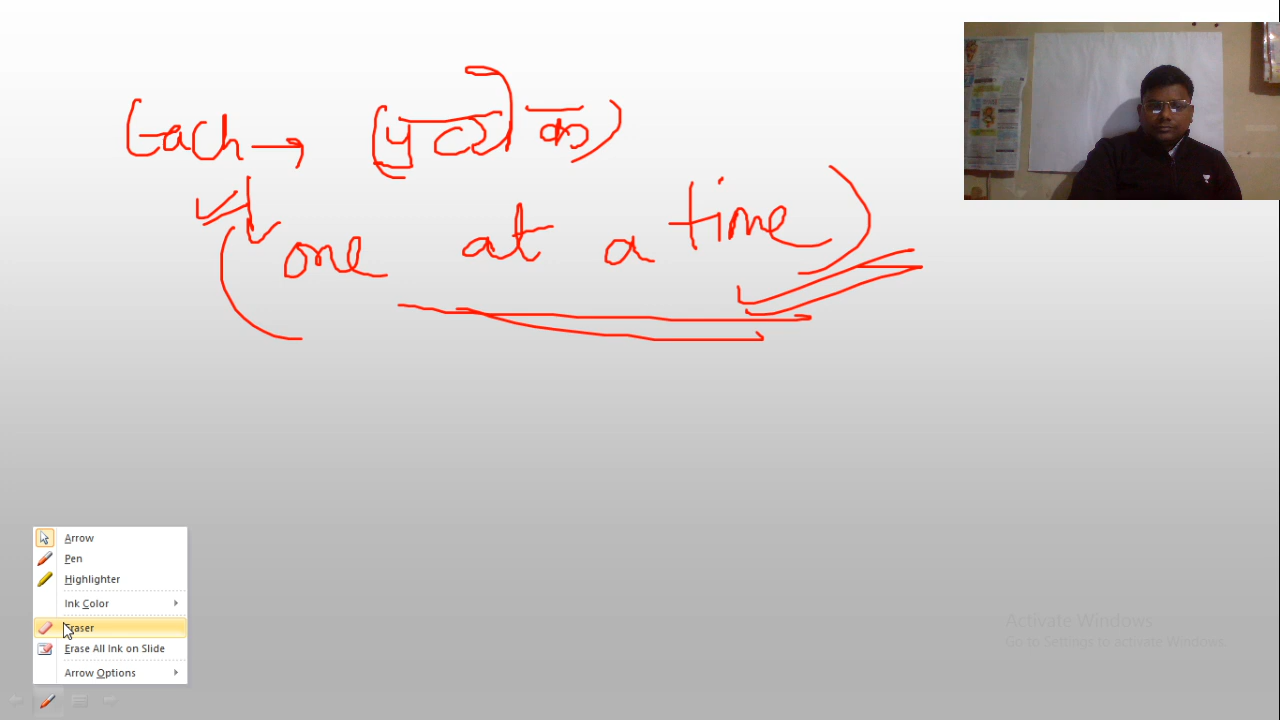 Each →
(one at a time)
Arrow
Pen
Highlighter
Ink Color
Eraser
Erase All Ink on Slide
Arrow Options
Activate Windows
Go to Settings to activate Windows.